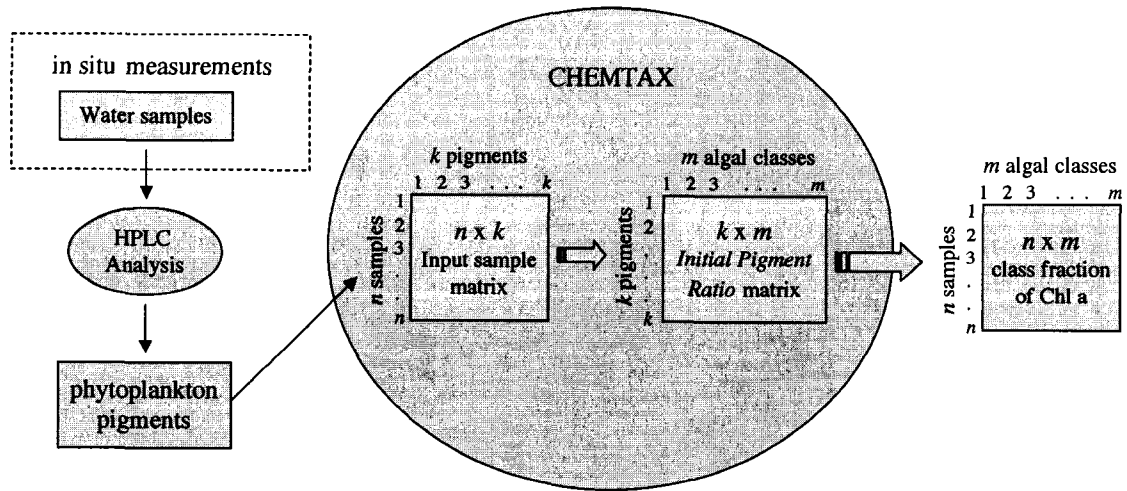 in situ measurements
Water samples
HPLC
Analysis
phytoplankton
pigments
CHEMTAX
k pigments
1 2 3 . . . k
n samples
1
2
3
.
.
.
n
n x k
Input sample
matrix
m algal classes
1 2 3 . . . m
k pigments
1
2
.
.
.
k
k x m
Initial Pigment
Ratio matrix
m algal classes
1 2 3 . . . m
n samples
1
2
3
.
.
.
n
n x m
class fraction
of Chl a